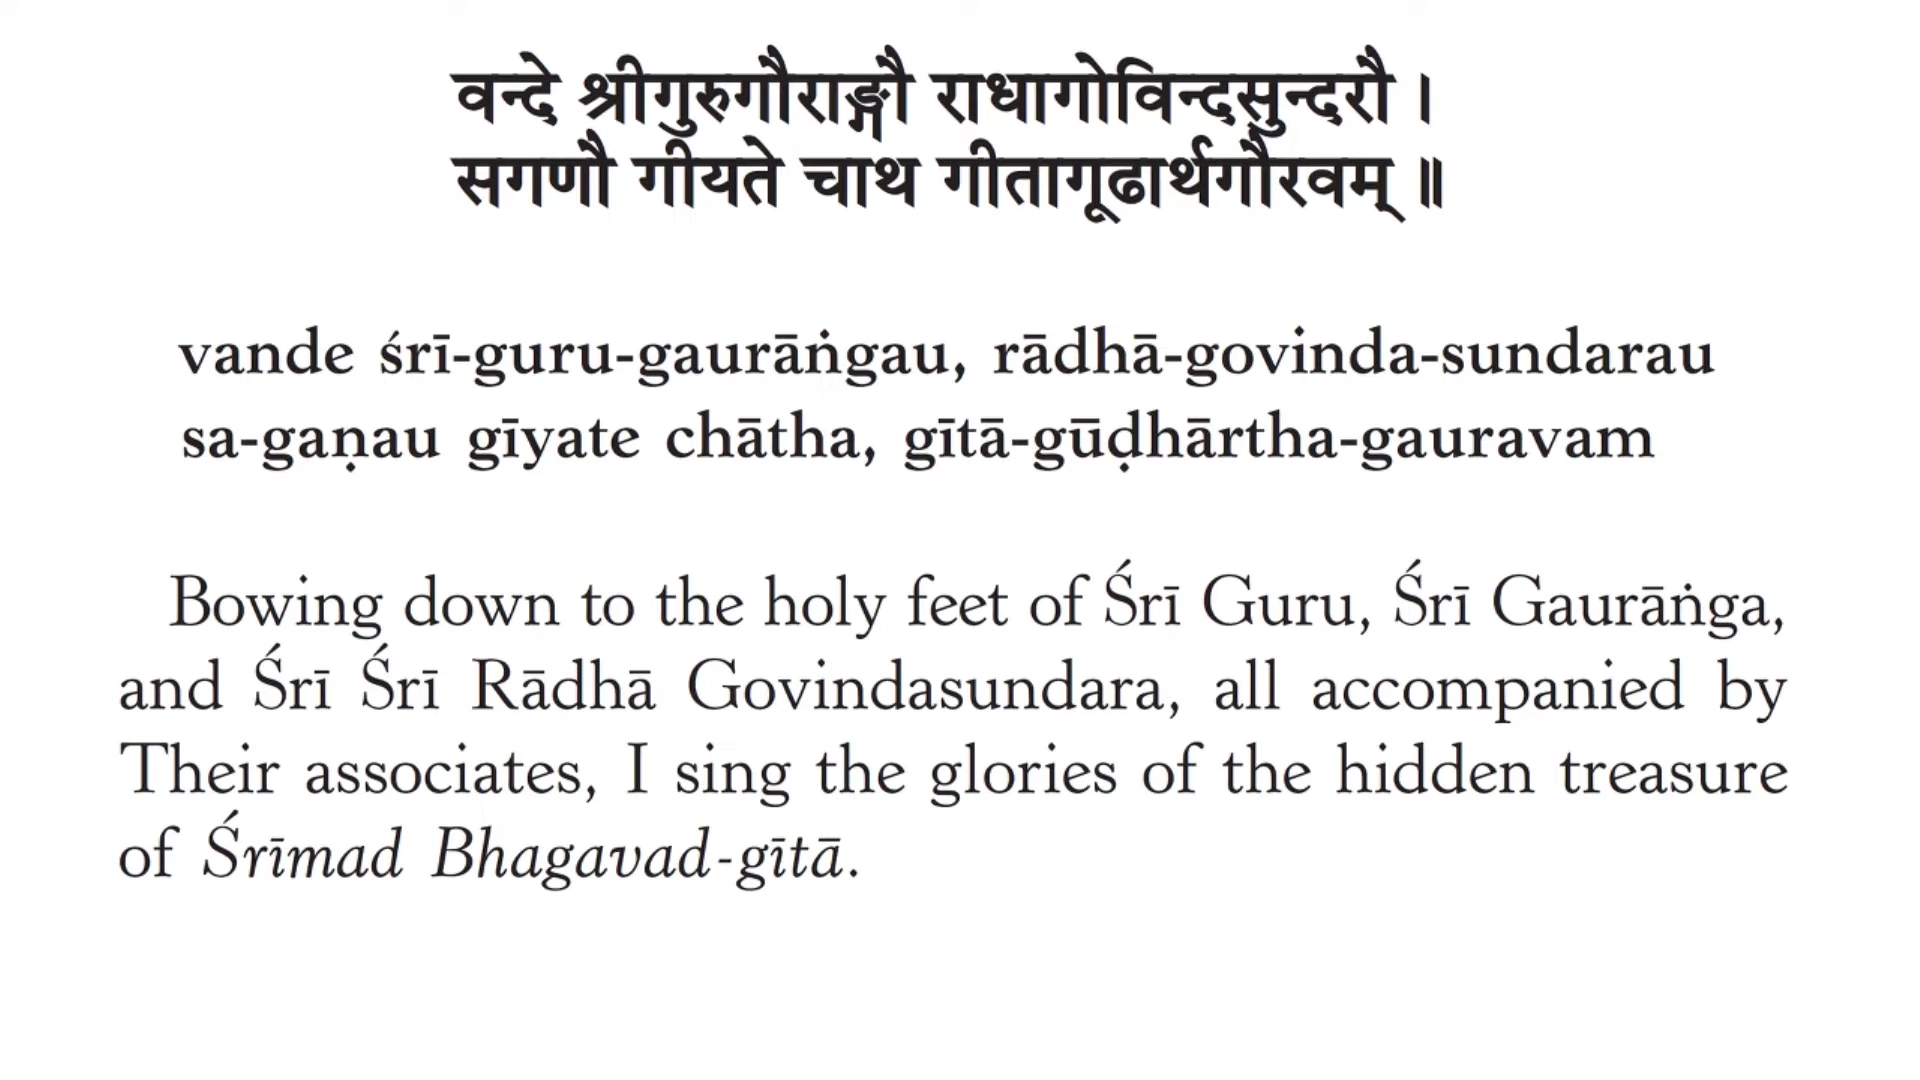 वन्दे श्रीगुरुगौराङ्गौ राधागोविन्दसुन्दरौ ।
सगणौ गीयते चाथ गीतागूढार्थगौरवम् ॥
vande śrī-guru-gaurāṅgau, rādhā-govinda-sundarau
sa-gaṇau gīyate chātha, gītā-gūḍhārtha-gauravam
Bowing down to the holy feet of Śrī Guru, Śrī Gaurāṅga,
and Śrī Śrī Rādhā Govindasundara, all accompanied by
Their associates, I sing the glories of the hidden treasure
of Śrīmad Bhagavad-gītā.